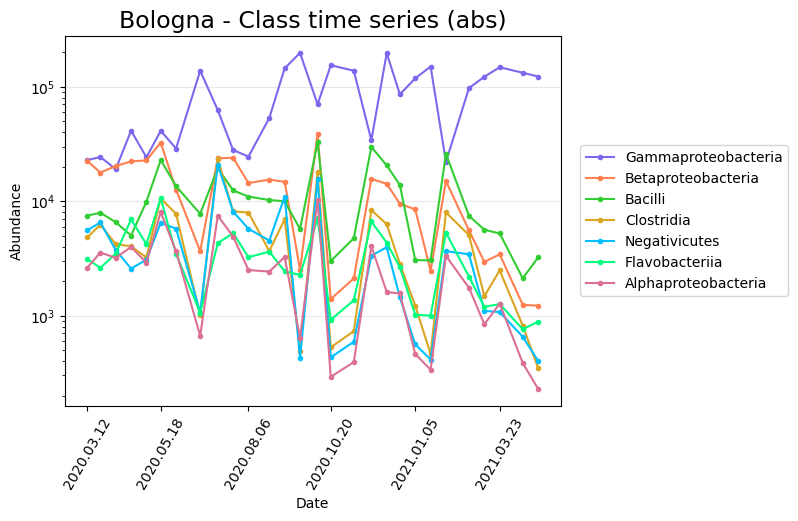 Bologna - Class time series (abs)
Abundance
10^5
10^4
10^3
2020.03.12
2020.05.18
2020.08.06
2020.10.20
2021.01.05
2021.03.23
Date
Gammaproteobacteria
Betaproteobacteria
Bacilli
Clostridia
Negativicutes
Flavobacteriia
Alphaproteobacteria